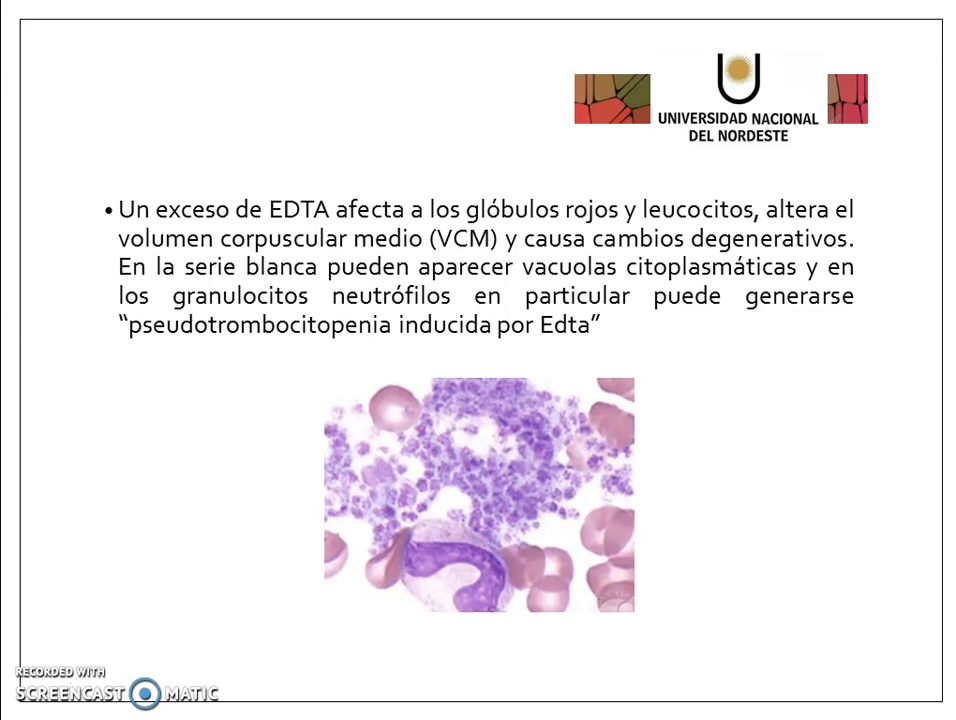 UNIVERSIDAD NACIONAL
DEL NORDESTE
• Un exceso de EDTA afecta a los glóbulos rojos y leucocitos, altera el
volumen corpuscular medio (VCM) y causa cambios degenerativos.
En la serie blanca pueden aparecer vacuolas citoplasmáticas y en
los granulocitos neutrófilos en particular puede generarse
“pseudotrombocitopenia inducida por Edta”
RECORDED WITH
SCREENCAST MATIC